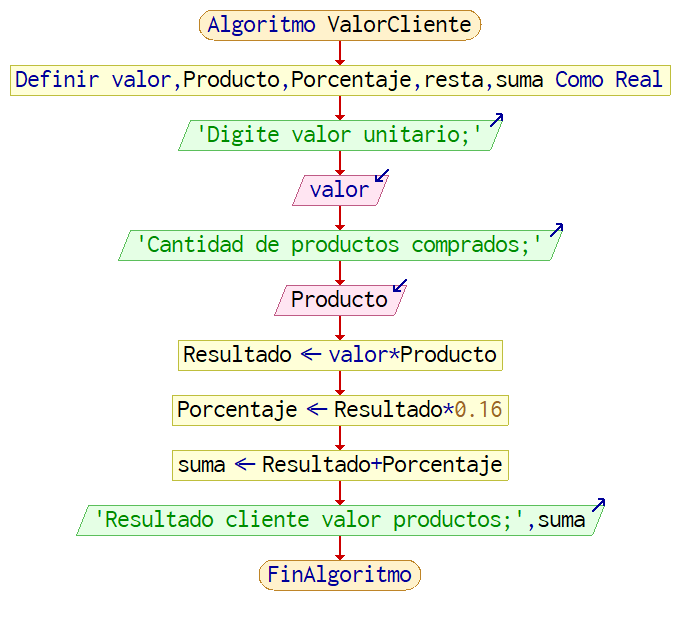 Algoritmo ValorCliente
Definir valor,Producto,Porcentaje,resta,suma Como Real
'Digite valor unitario;'
valor
'Cantidad de productos comprados;'
Producto
Resultado ← valor*Producto
Porcentaje ← Resultado*0.16
suma ← Resultado+Porcentaje
'Resultado cliente valor productos;',suma
FinAlgoritmo